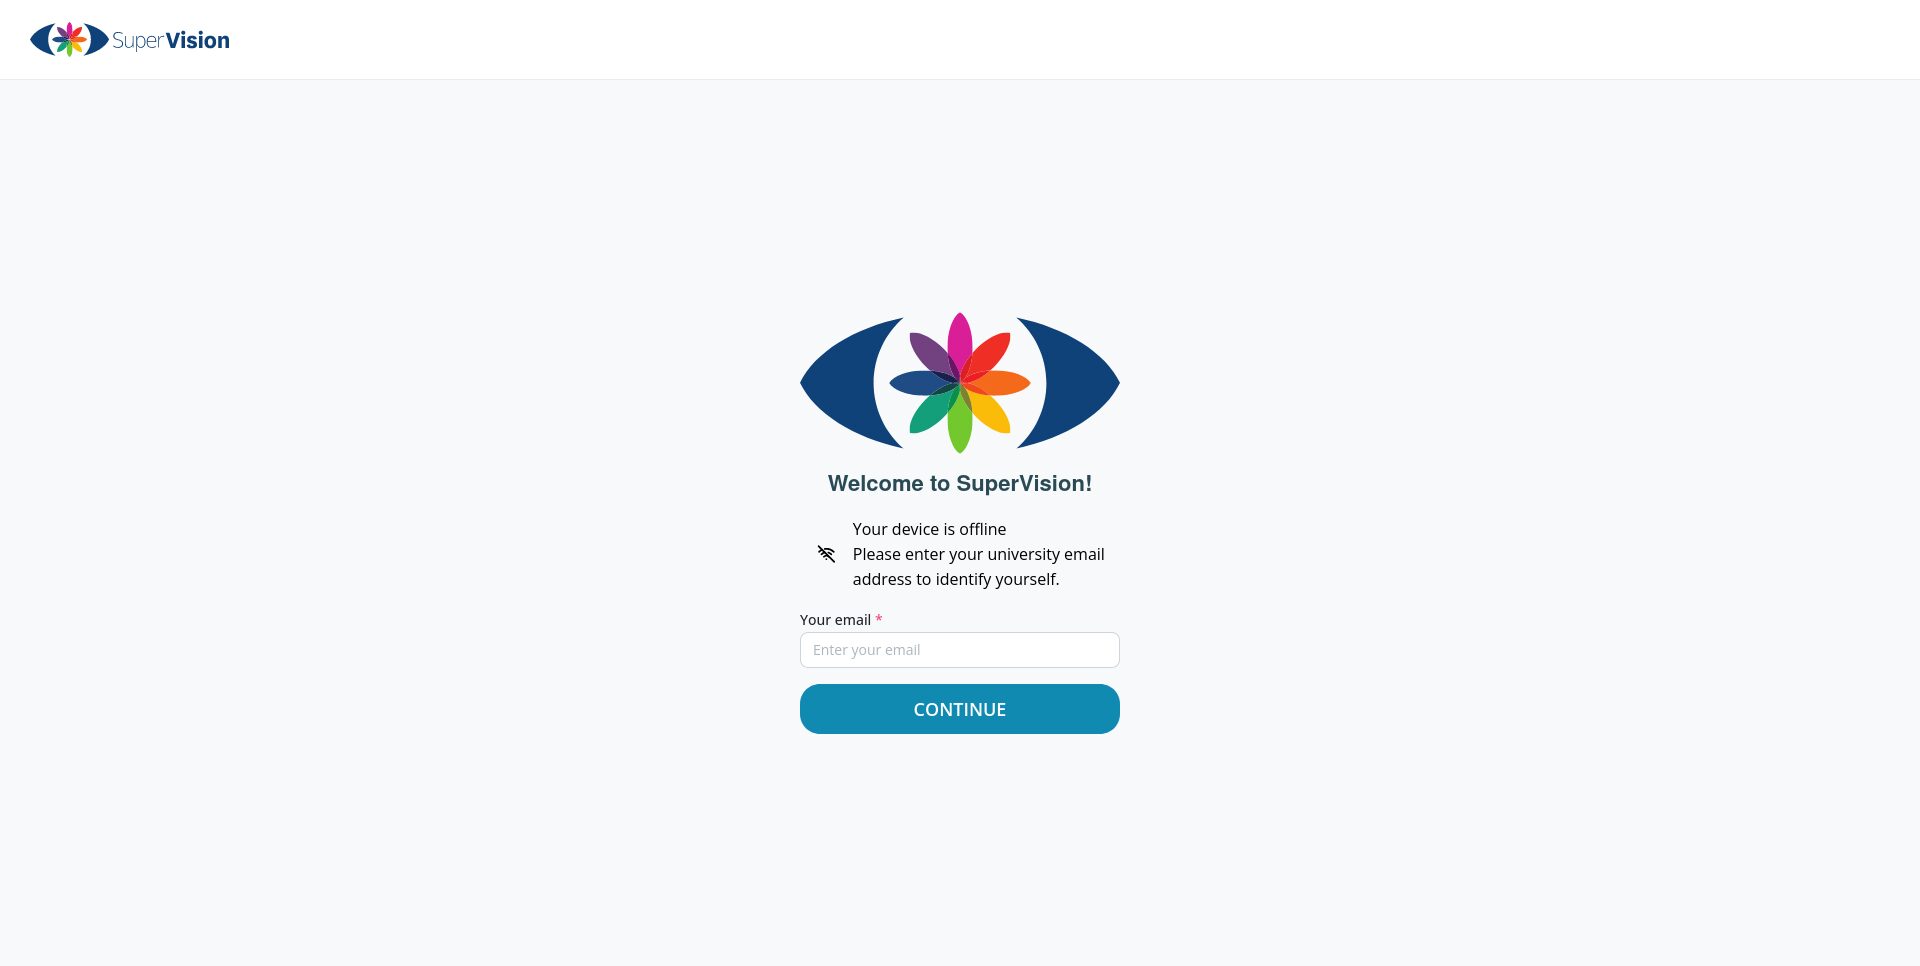 SuperVision
Welcome to SuperVision!
Your device is offline
Please enter your university email
address to identify yourself.
Your email *
Enter your email
CONTINUE